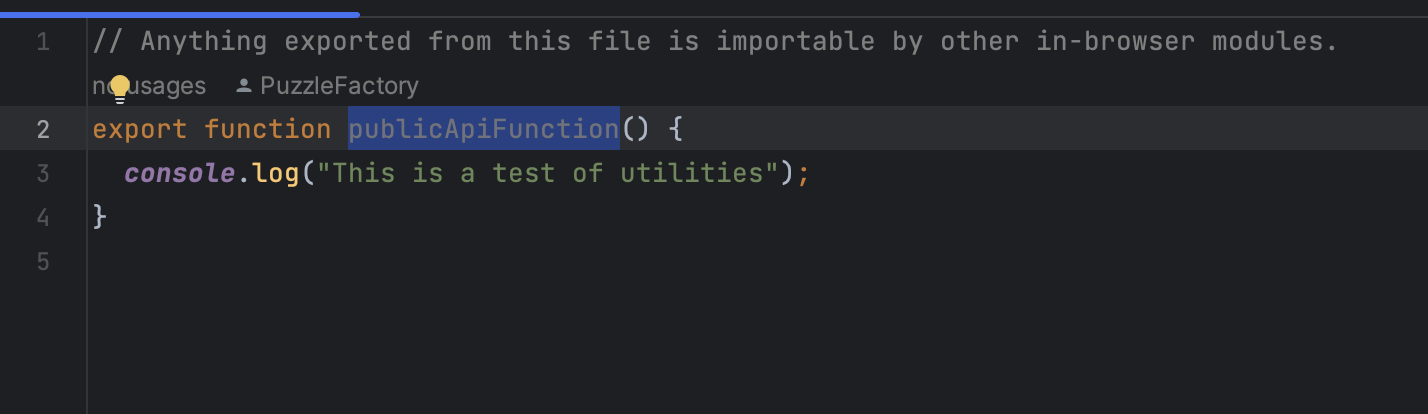 1 // Anything exported from this file is importable by other in-browser modules.
usages PuzzleFactory
2 export function publicApiFunction() {
3 console.log("This is a test of utilities");
4 }
5